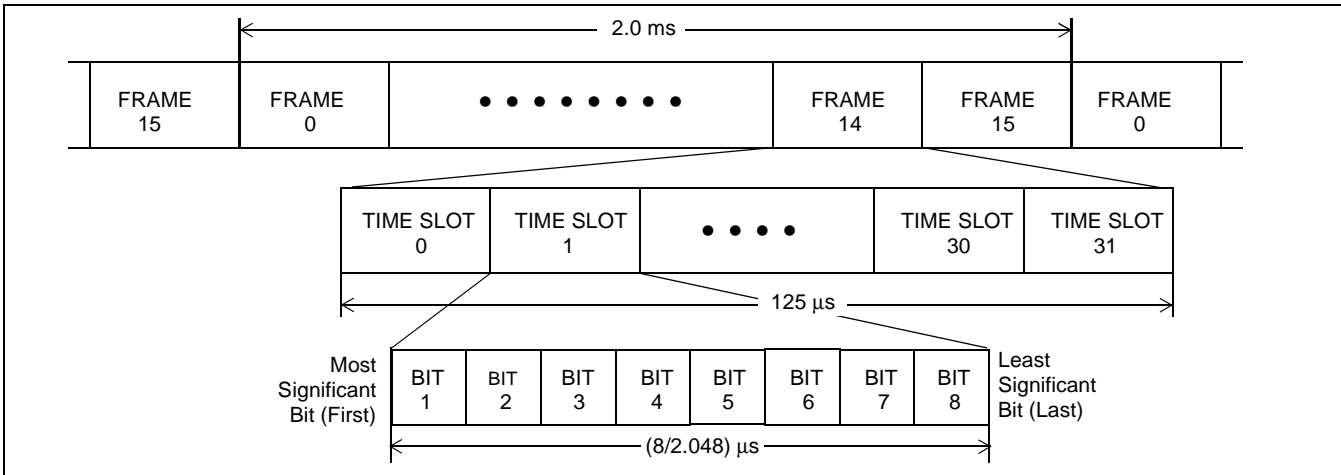 2.0 ms
FRAME 15
FRAME 0
• • • • • • • •
FRAME 14
FRAME 15
FRAME 0
TIME SLOT 0
TIME SLOT 1
• • • •
TIME SLOT 30
TIME SLOT 31
125 μs
Most Significant Bit (First)
BIT 1
BIT 2
BIT 3
BIT 4
BIT 5
BIT 6
BIT 7
BIT 8
Least Significant Bit (Last)
(8/2.048) μs